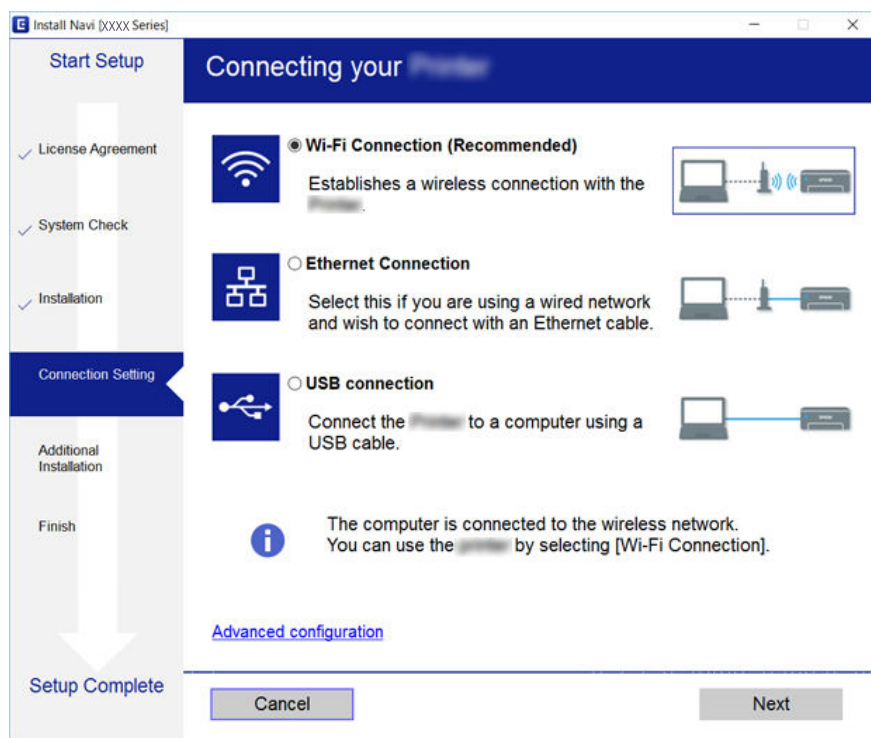 Install Navi [XXXX Series]
Start Setup
License Agreement
System Check
Installation
Connection Setting
Additional
Installation
Finish
Setup Complete
Connecting your
Wi-Fi Connection (Recommended)
Establishes a wireless connection with the
.
Ethernet Connection
Select this if you are using a wired network
and wish to connect with an Ethernet cable.
USB connection
Connect the to a computer using a
USB cable.
The computer is connected to the wireless network.
You can use the by selecting [Wi-Fi Connection].
Advanced configuration
Cancel
Next